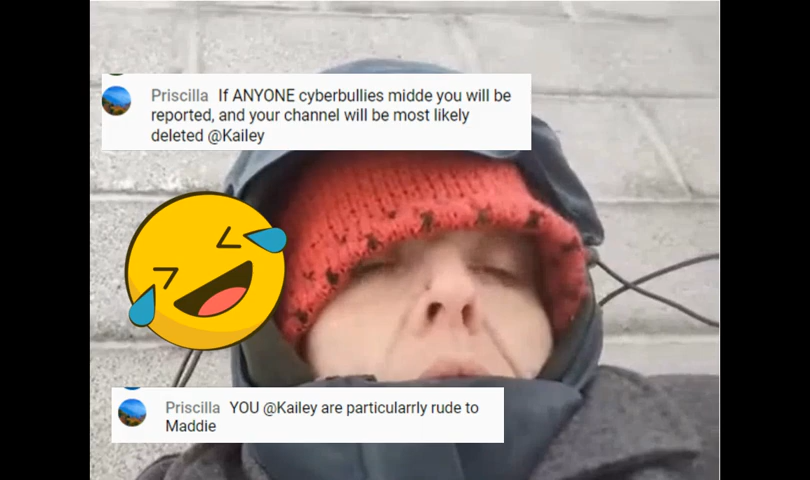 Priscilla If ANYONE cyberbullies midde you will be
reported, and your channel will be most likely
deleted @Kailey
Priscilla YOU @Kailey are particularrly rude to
Maddie